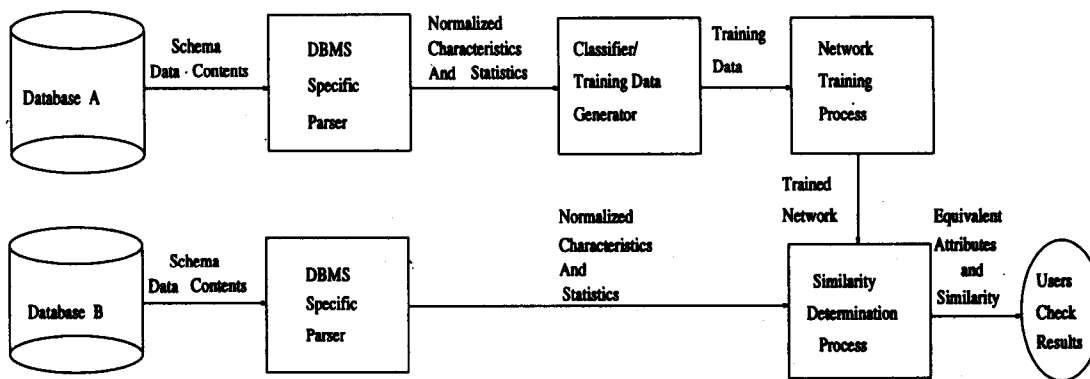 Database A
Schema
Data · Contents
DBMS
Specific
Parser
Normalized
Characteristics
And Statistics
Classifier/
Training Data
Generator
Training
Data
Network
Training
Process
Trained
Network
Database B
Schema
Data Contents
DBMS
Specific
Parser
Normalized
Characteristics
And
Statistics
Similarity
Determination
Process
Equivalent
Attributes
and
Similarity
Users
Check
Results